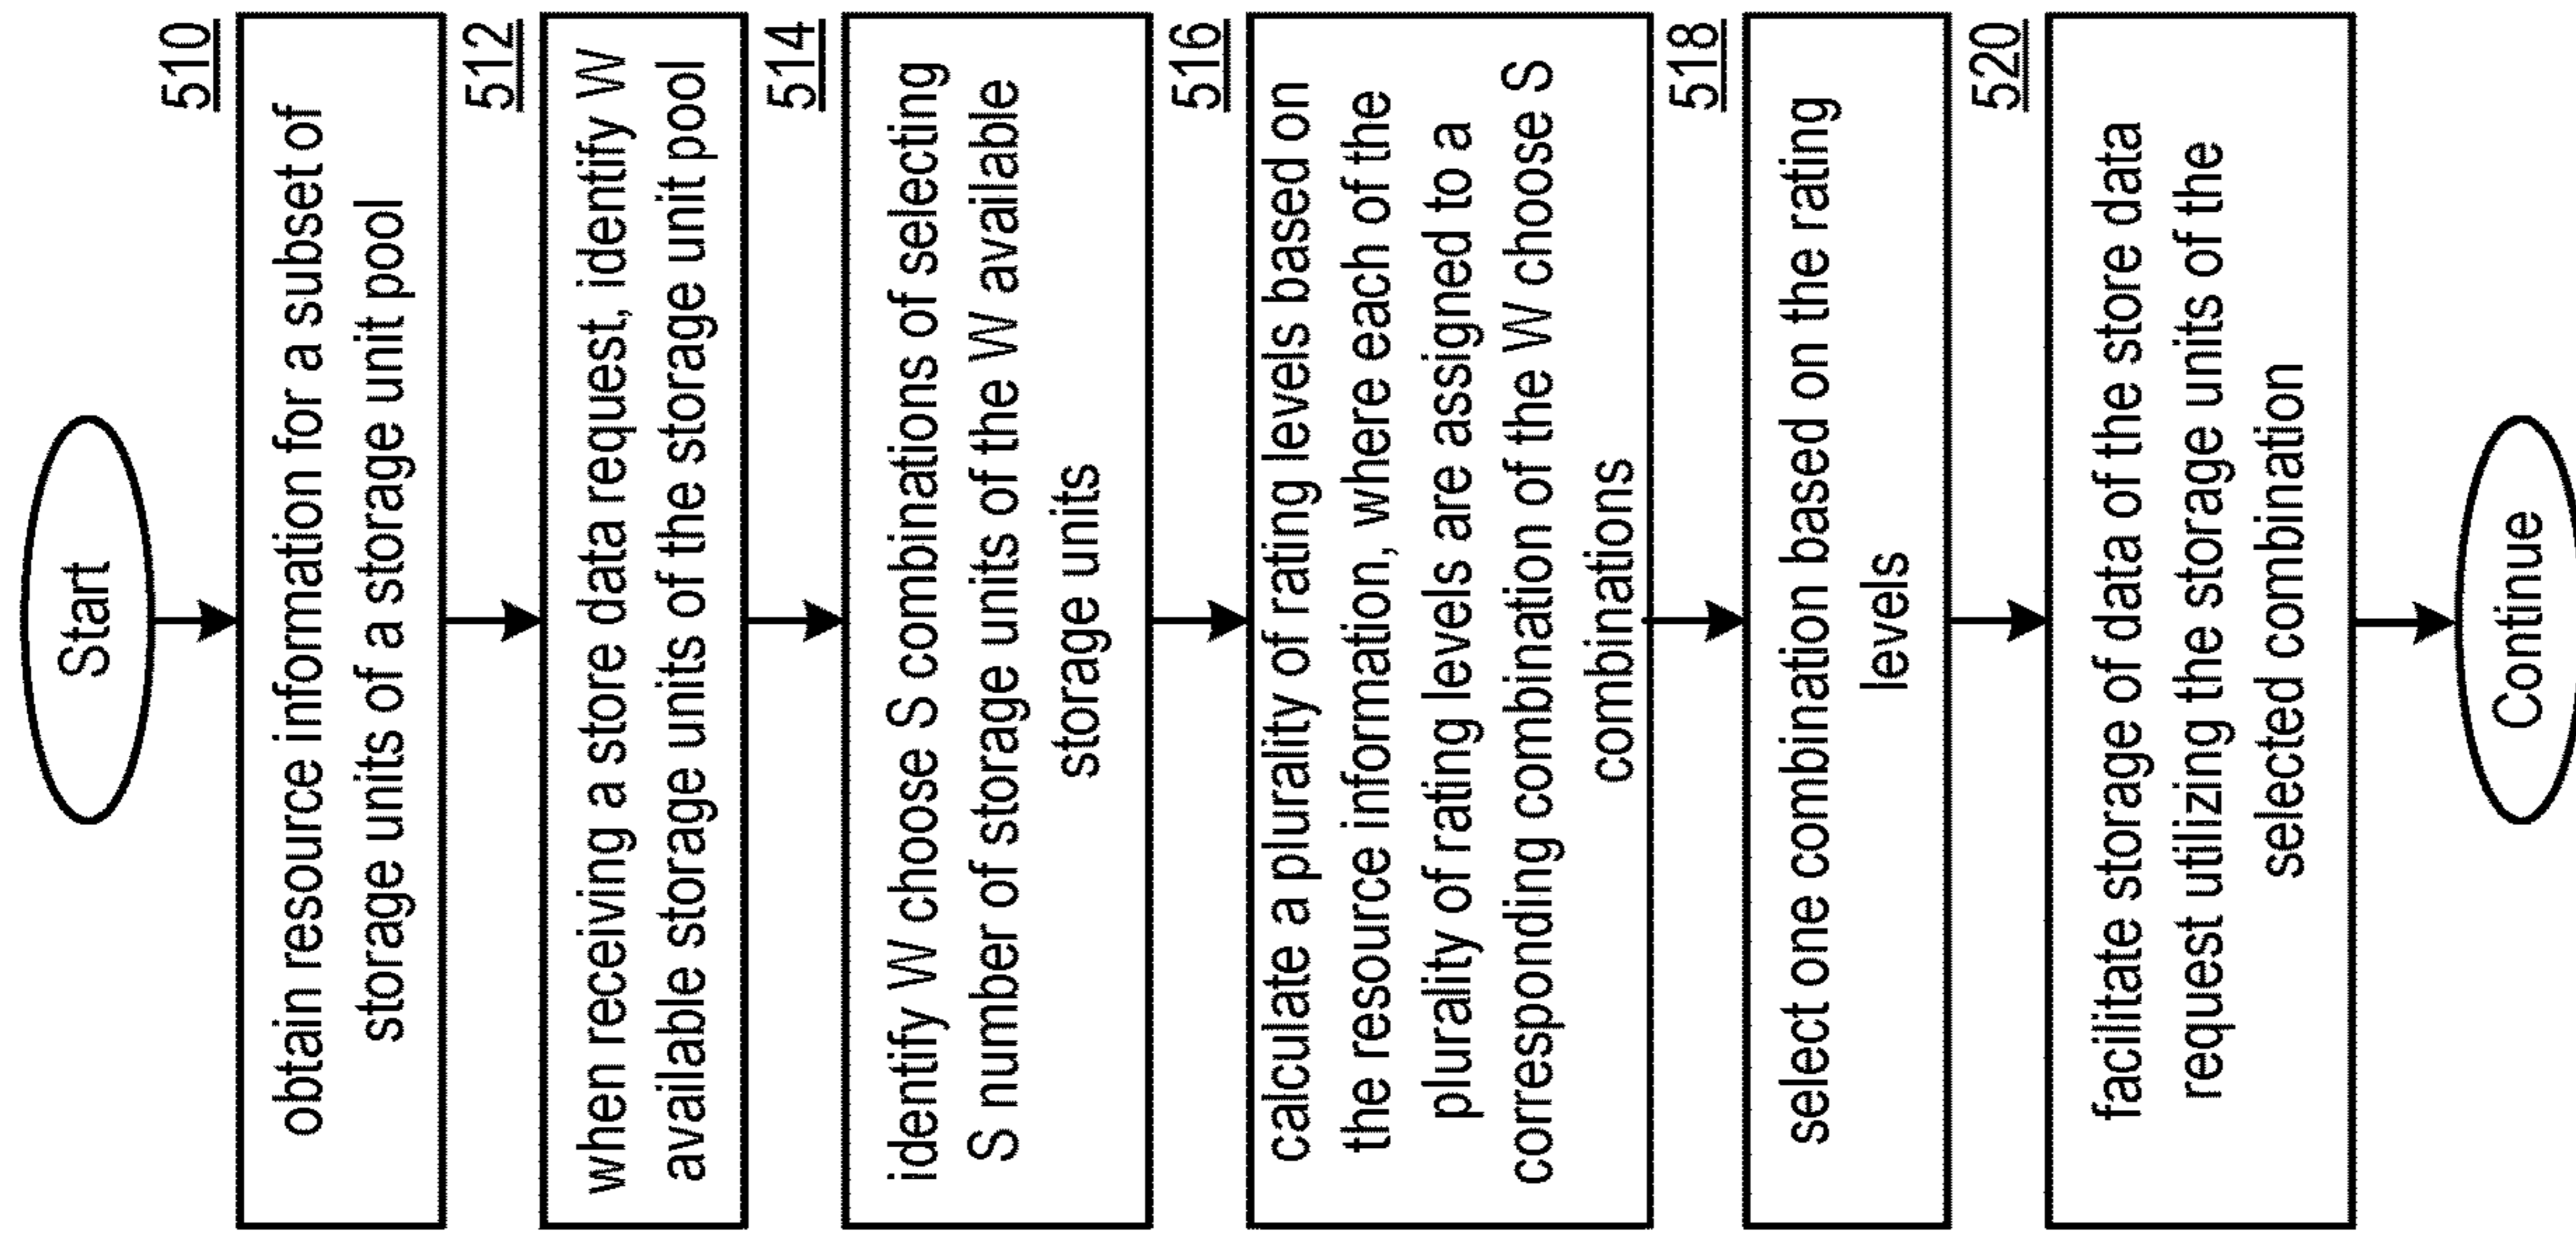 Start
510
obtain resource information for a subset of
storage units of a storage unit pool
512
when receiving a store data request, identify W
available storage units of the storage unit pool
514
identify W choose S combinations of selecting
S number of storage units of the W available
storage units
516
calculate a plurality of rating levels based on
the resource information, where each of the
plurality of rating levels are assigned to a
corresponding combination of the W choose S
combinations
518
select one combination based on the rating
levels
520
facilitate storage of data of the store data
request utilizing the storage units of the
selected combination
Continue